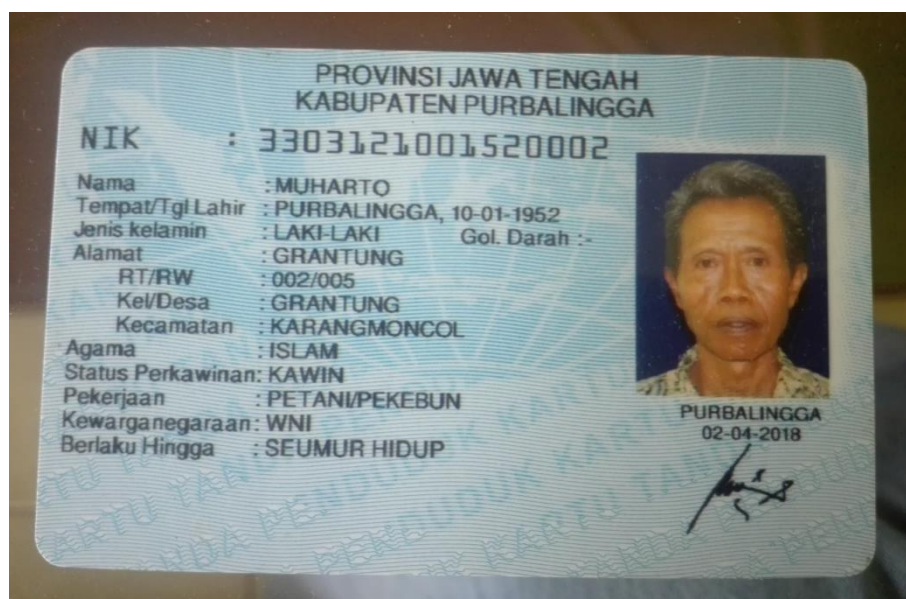 PROVINSI JAWA TENGAH
KABUPATEN PURBALINGGA
NIK : 3303121001520002
Nama : MUHARTO
Tempat/Tgl Lahir : PURBALINGGA, 10-01-1952
Jenis kelamin : LAKI-LAKI Gol. Darah :-
Alamat : GRANTUNG
RT/RW : 002/005
Kel/Desa : GRANTUNG
Kecamatan : KARANGMONCOL
Agama : ISLAM
Status Perkawinan: KAWIN
Pekerjaan : PETANI/PEKEBUN
Kewarganegaraan: WNI
Berlaku Hingga : SEUMUR HIDUP
PURBALINGGA
02-04-2018